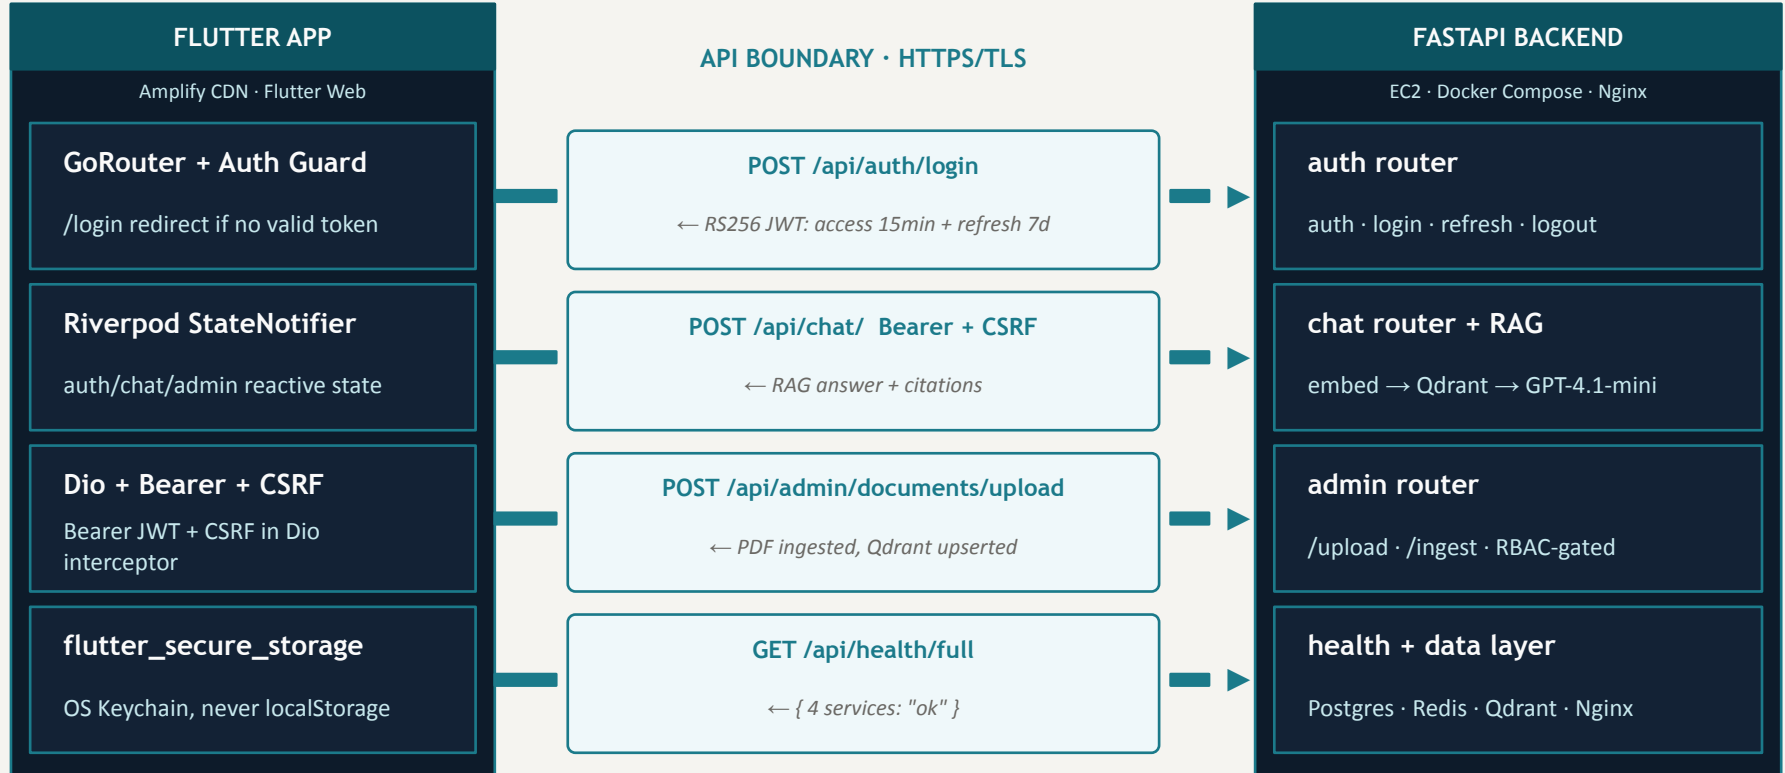 FLUTTER APP
Amplify CDN · Flutter Web
GoRouter + Auth Guard
/login redirect if no valid token
Riverpod StateNotifier
auth/chat/admin reactive state
Dio + Bearer + CSRF
Bearer JWT + CSRF in Dio
interceptor
flutter_secure_storage
OS Keychain, never localStorage
API BOUNDARY · HTTPS/TLS
POST /api/auth/login
← RS256 JWT: access 15min + refresh 7d
POST /api/chat/  Bearer + CSRF
← RAG answer + citations
POST /api/admin/documents/upload
← PDF ingested, Qdrant upserted
GET /api/health/full
← { 4 services: "ok" }
FASTAPI BACKEND
EC2 · Docker Compose · Nginx
auth router
auth · login · refresh · logout
chat router + RAG
embed → Qdrant → GPT-4.1-mini
admin router
/upload · /ingest · RBAC-gated
health + data layer
Postgres · Redis · Qdrant · Nginx